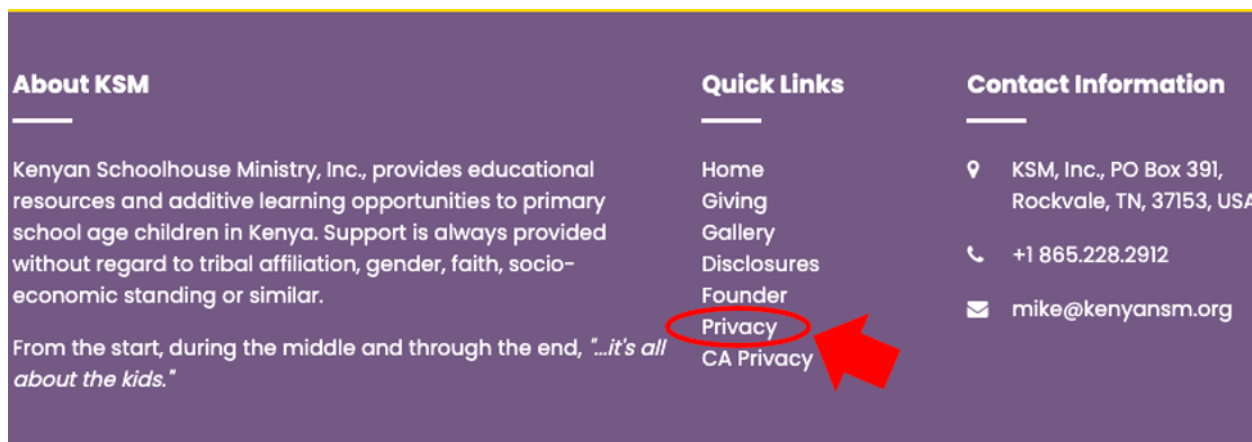 About KSM
Kenyan Schoolhouse Ministry, Inc., provides educational
resources and additive learning opportunities to primary
school age children in Kenya. Support is always provided
without regard to tribal affiliation, gender, faith, socio-
economic standing or similar.
From the start, during the middle and through the end, "...it's all
about the kids."
Quick Links
Home
Giving
Gallery
Disclosures
Founder
Privacy
CA Privacy
Contact Information
KSM, Inc., PO Box 391,
Rockvale, TN, 37153, USA
+1 865.228.2912
mike@kenyansm.org